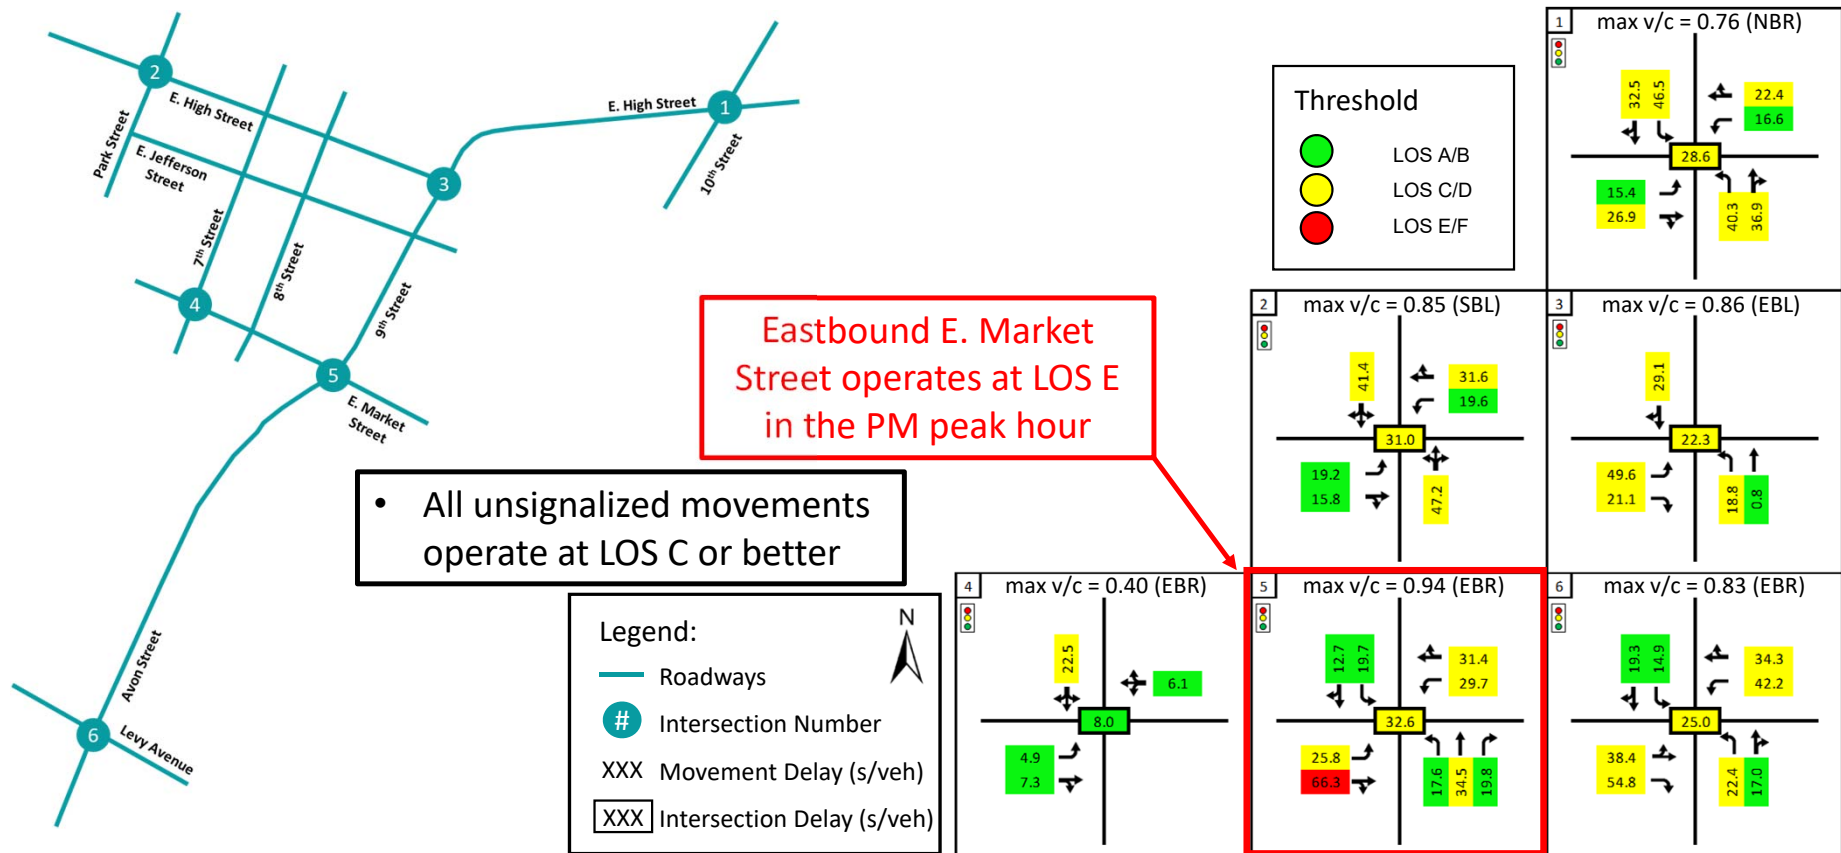 2
E. High Street
Park Street
E. Jefferson
Street
7th Street
8th Street
9th Street
3
E. High Street
1
10th Street
4
5
E. Market
Street
Avon Street
6
Levy Avenue
Eastbound E. Market
Street operates at LOS E
in the PM peak hour
• All unsignalized movements
operate at LOS C or better
Legend:
N
Roadways
# Intersection Number
XXX Movement Delay (s/veh)
XXX Intersection Delay (s/veh)
Threshold
LOS A/B
LOS C/D
LOS E/F
1 max v/c = 0.76 (NBR)
32.5 46.5
22.4
16.6
28.6
15.4
26.9
40.3 36.9
2 max v/c = 0.85 (SBL)
41.4
31.6
19.6
31.0
19.2
15.8
47.2
3 max v/c = 0.86 (EBL)
29.1
22.3
49.6
21.1
18.8 0.8
4 max v/c = 0.40 (EBR)
22.5
6.1
8.0
4.9
7.3
5 max v/c = 0.94 (EBR)
12.7 19.7
31.4
29.7
32.6
25.8
66.3
17.6 34.5 19.8
6 max v/c = 0.83 (EBR)
19.3 14.9
34.3
42.2
25.0
38.4
54.8
22.4 17.0